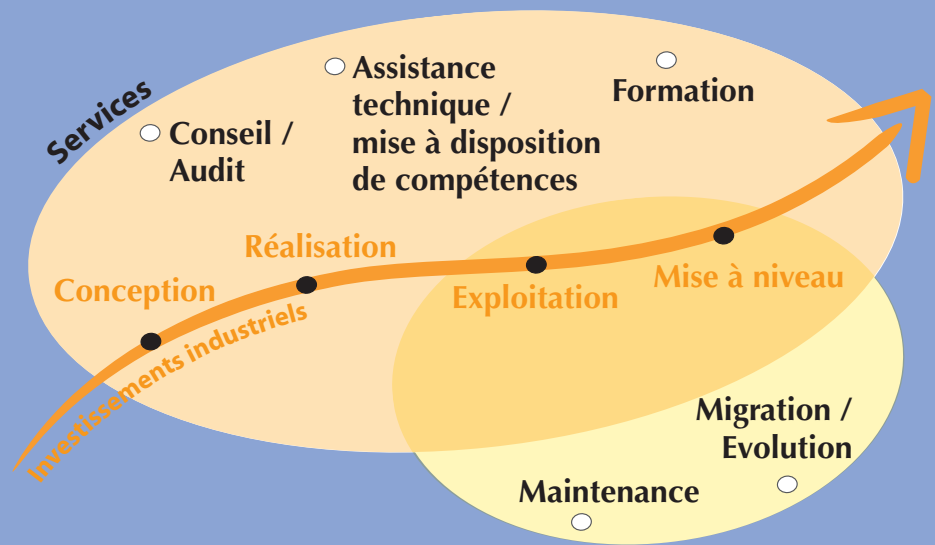 Services
Conseil /
Audit
Assistance
technique /
mise à disposition
de compétences
Formation
Conception
Réalisation
Exploitation
Mise à niveau
Investissements industriels
Migration /
Evolution
Maintenance